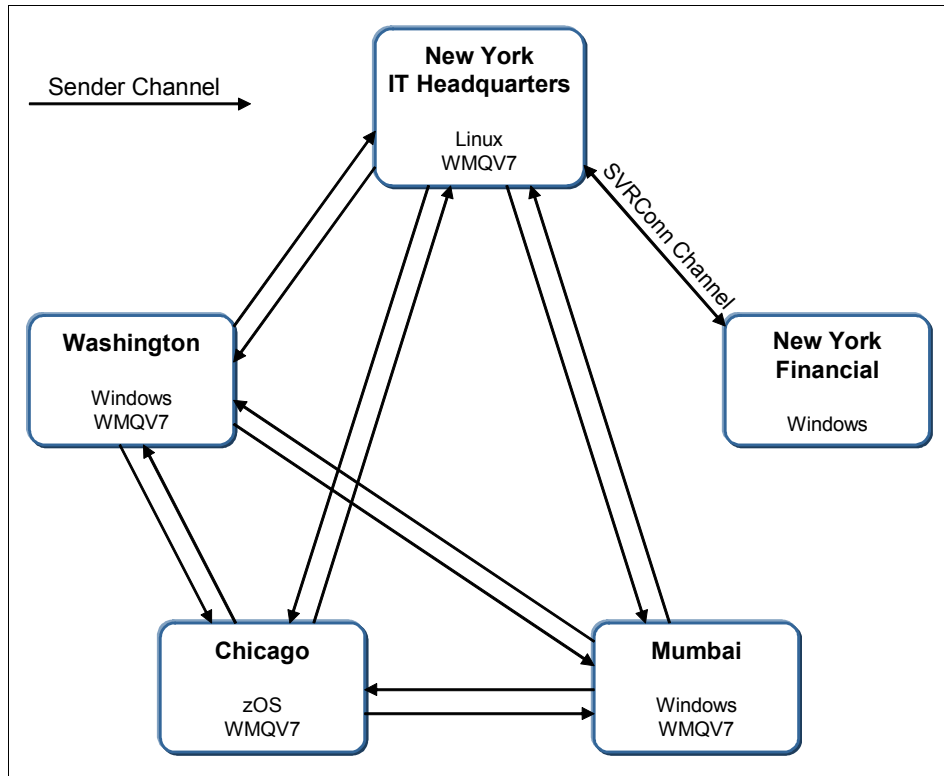 New York
IT Headquarters
Linux
WMQV7
Sender Channel
SVRConn Channel
Washington
Windows
WMQV7
New York
Financial
Windows
Chicago
zOS
WMQV7
Mumbai
Windows
WMQV7